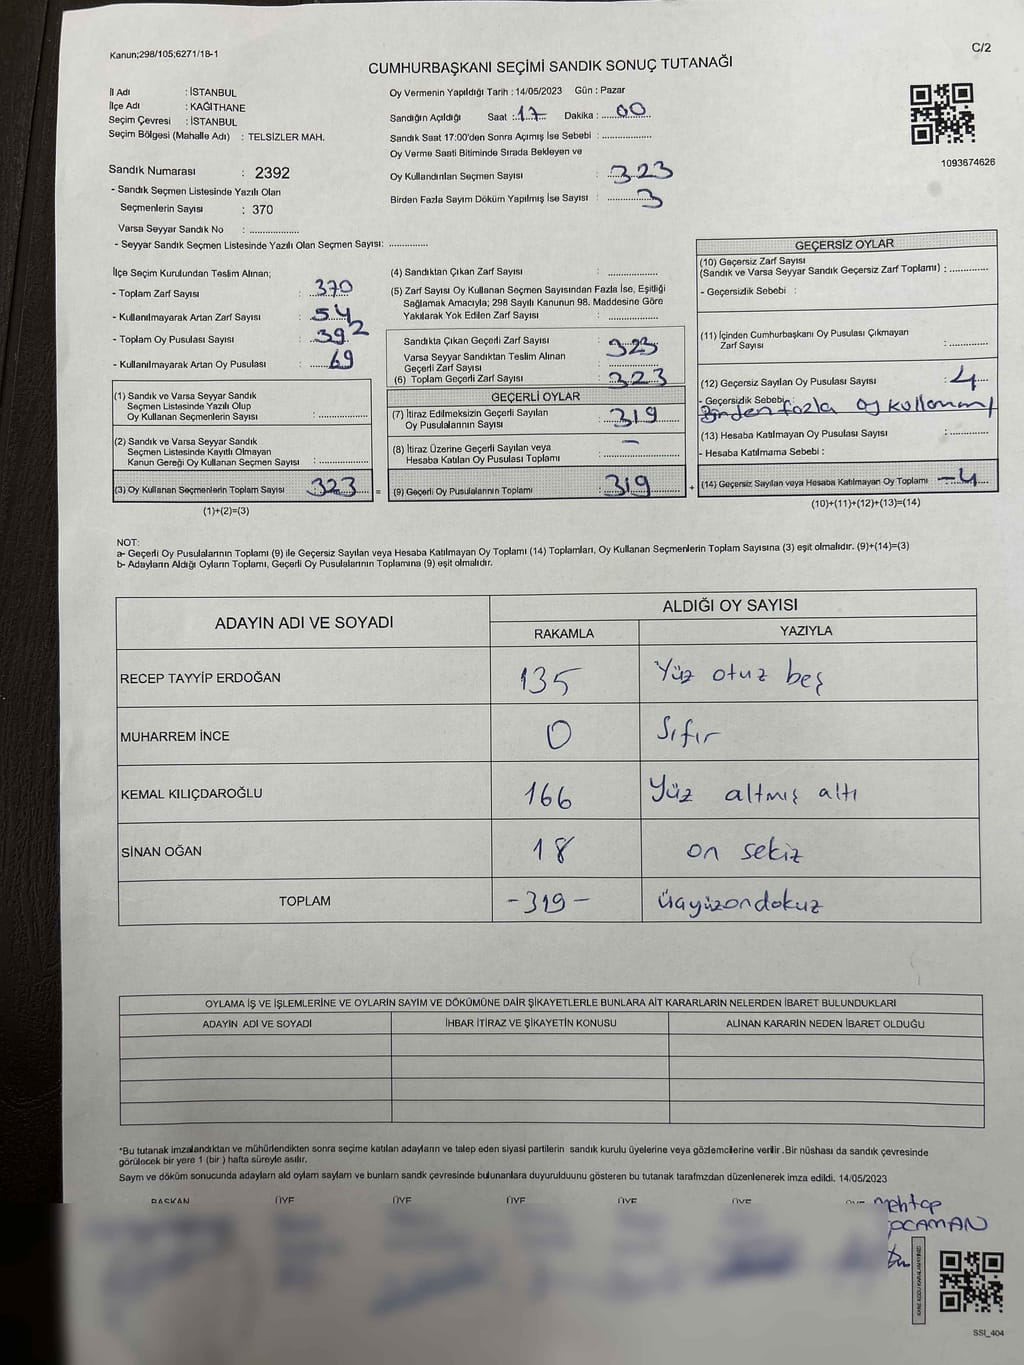 Kanun;298/105;6271/18-1
C/2
CUMHURBAŞKANI SEÇİMİ SANDIK SONUÇ TUTANAĞI
İl Adı : İSTANBUL
İlçe Adı : KAĞITHANE
Seçim Çevresi : İSTANBUL
Seçim Bölgesi (Mahalle Adı) : TELSİZLER MAH.
Oy Vermenin Yapıldığı Tarih : 14/05/2023 Gün : Pazar
Sandığın Açıldığı Saat : 17 Dakika : 00
Sandık Saat 17:00'den Sonra Açımış İse Sebebi :
Oy Verme Saati Bitiminde Sırada Bekleyen ve
Oy Kullandırılan Seçmen Sayısı : 323
Birden Fazla Sayım Döküm Yapılmış İse Sayısı : 3
1093674626
Sandık Numarası : 2392
- Sandık Seçmen Listesinde Yazılı Olan
Seçmenlerin Sayısı : 370
Varsa Seyyar Sandık No :
- Seyyar Sandık Seçmen Listesinde Yazılı Olan Seçmen Sayısı:
İlçe Seçim Kurulundan Teslim Alınan;
- Toplam Zarf Sayısı : 370
- Kullanılmayarak Artan Zarf Sayısı : 54
- Toplam Oy Pusulası Sayısı : 392
- Kullanılmayarak Artan Oy Pusulası : 69
(1) Sandık ve Varsa Seyyar Sandık
Seçmen Listesinde Yazılı Olup
Oy Kullanan Seçmenlerin Sayısı :
(2) Sandık ve Varsa Seyyar Sandık
Seçmen Listesinde Kayıtlı Olmayan
Kanun Gereği Oy Kullanan Seçmen Sayısı :
(3) Oy Kullanan Seçmenlerin Toplam Sayısı 323 =
(1)+(2)=(3)
(4) Sandıktan Çıkan Zarf Sayısı :
(5) Zarf Sayısı Oy Kullanan Seçmen Sayısından Fazla İse, Eşitliği
Sağlamak Amacıyla; 298 Sayılı Kanunun 98. Maddesine Göre
Yakılarak Yok Edilen Zarf Sayısı :
Sandıkta Çıkan Geçerli Zarf Sayısı : 323
Varsa Seyyar Sandıktan Teslim Alınan
Geçerli Zarf Sayısı :
(6) Toplam Geçerli Zarf Sayısı : 323
GEÇERLİ OYLAR
(7) İtiraz Edilmeksizin Geçerli Sayılan
Oy Pusulalarının Sayısı : 319
(8) İtiraz Üzerine Geçerli Sayılan veya
Hesaba Katılan Oy Pusulası Toplamı : -
(9) Geçerli Oy Pusulalarının Toplamı : 319 +
GEÇERSİZ OYLAR
(10) Geçersiz Zarf Sayısı
(Sandık ve Varsa Seyyar Sandık Geçersiz Zarf Toplamı) :
- Geçersizlik Sebebi :
(11) İçinden Cumhurbaşkanı Oy Pusulası Çıkmayan
Zarf Sayısı :
(12) Geçersiz Sayılan Oy Pusulası Sayısı : 4
- Geçersizlik Sebebi :
Birden fazla oy kullanımı
(13) Hesaba Katılmayan Oy Pusulası Sayısı :
- Hesaba Katılmama Sebebi :
(14) Geçersiz Sayılan veya Hesaba Katılmayan Oy Toplamı -4
(10)+(11)+(12)+(13)=(14)
NOT:
a- Geçerli Oy Pusulalarının Toplamı (9) ile Geçersiz Sayılan veya Hesaba Katılmayan Oy Toplamı (14) Toplamları, Oy Kullanan Seçmenlerin Toplam Sayısına (3) eşit olmalıdır. (9)+(14)=(3)
b- Adayların Aldığı Oyların Toplamı, Geçerli Oy Pusulalarının Toplamına (9) eşit olmalıdır.
ADAYIN ADI VE SOYADI
ALDIĞI OY SAYISI
RAKAMLA YAZIYLA
RECEP TAYYİP ERDOĞAN 135 Yüz otuz beş
MUHARREM İNCE 0 Sıfır
KEMAL KILIÇDAROĞLU 166 Yüz altmış altı
SİNAN OĞAN 18 on sekiz
TOPLAM -319- üçyüzondokuz
OYLAMA İŞ VE İŞLEMLERİNE VE OYLARIN SAYIM VE DÖKÜMÜNE DAİR ŞİKAYETLERLE BUNLARA AİT KARARLARIN NELERDEN İBARET BULUNDUKLARI
ADAYIN ADI VE SOYADI İHBAR İTİRAZ VE ŞİKAYETİN KONUSU ALINAN KARARIN NEDEN İBARET OLDUĞU
*Bu tutanak imzalandıktan ve mühürlendikten sonra seçime katılan adayların ve talep eden siyasi partilerin sandık kurulu üyelerine veya gözlemcilerine verilir .Bir nüshası da sandık çevresinde
görülecek bir yere 1 (bir ) hafta süreyle asılır.
Sayım ve döküm sonucunda adayların ald oyların sayları ve bunların sandk çevresinde bulunanlara duyurulduunu gösteren bu tutanak tarafmzdan düzenlenerek imza edildi. 14/05/2023
BAŞKAN ÜYE ÜYE ÜYE ÜYE ÜYE
Mehtap
OCAMAN
SSİ_404